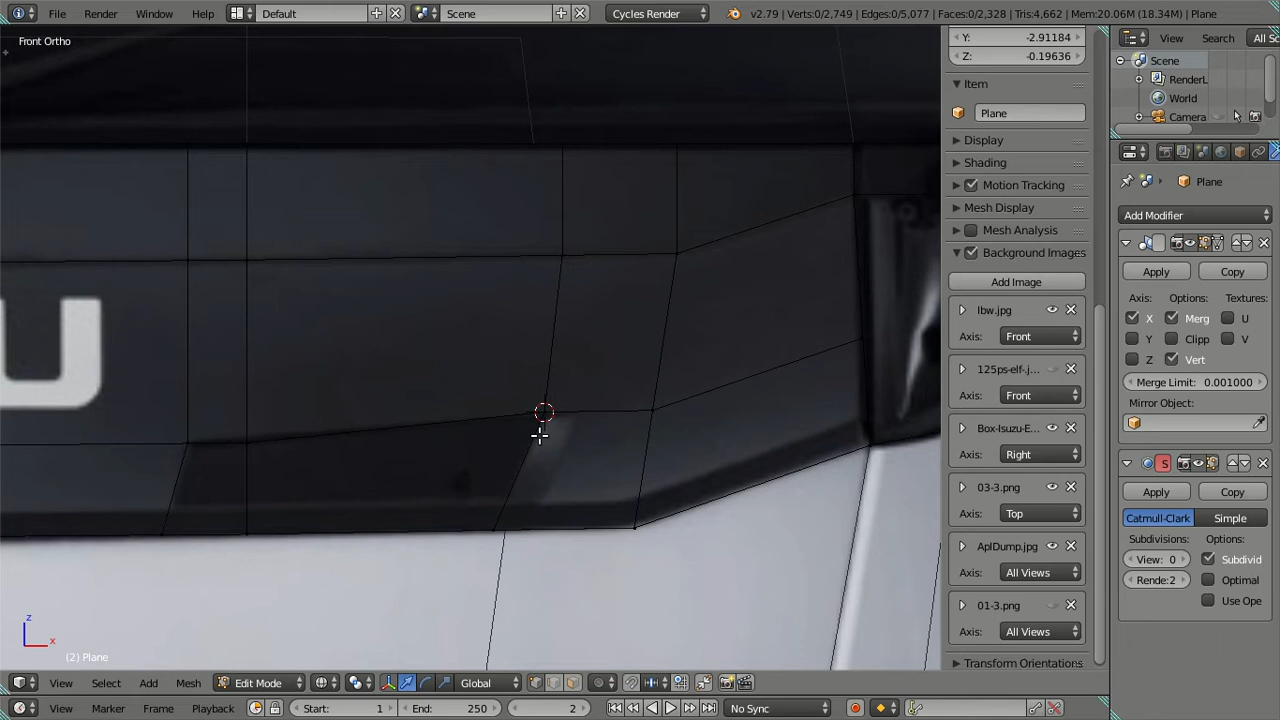 File Render Window Help Default Scene Cycles Render v2.79 | Verts:0/2,749 | Edges:0/5,077 | Faces:0/2,328 | Tris:4,662 | Mem:20.06M (18.34M) | Plane
Front Ortho
U
(2) Plane
z
x
Y: -2.91184
Z: -0.19636
Item
Plane
Display
Shading
Motion Tracking
Mesh Display
Mesh Analysis
Background Images
Add Image
lbw.jpg
Axis: Front
125ps-elf-.j...
Axis: Front
Box-Isuzu-E...
Axis: Right
03-3.png
Axis: Top
AplDump.jpg
Axis: All Views
01-3.png
Axis: All Views
Transform Orientations
View Search All Sc
Scene
RenderL
World
Camera
Plane
Add Modifier
Apply Copy
Axis: Options: Textures:
X Merg U
Y Clipp V
Z Vert
Merge Limit: 0.001000
Mirror Object:
S
Apply Copy
Catmull-Clark Simple
Subdivisions: Options:
View: 0 Subdivid
Rende:2 Optimal
Use Ope
View Select Add Mesh Edit Mode Global
View Marker Frame Playback Start: 1 End: 250 2 No Sync